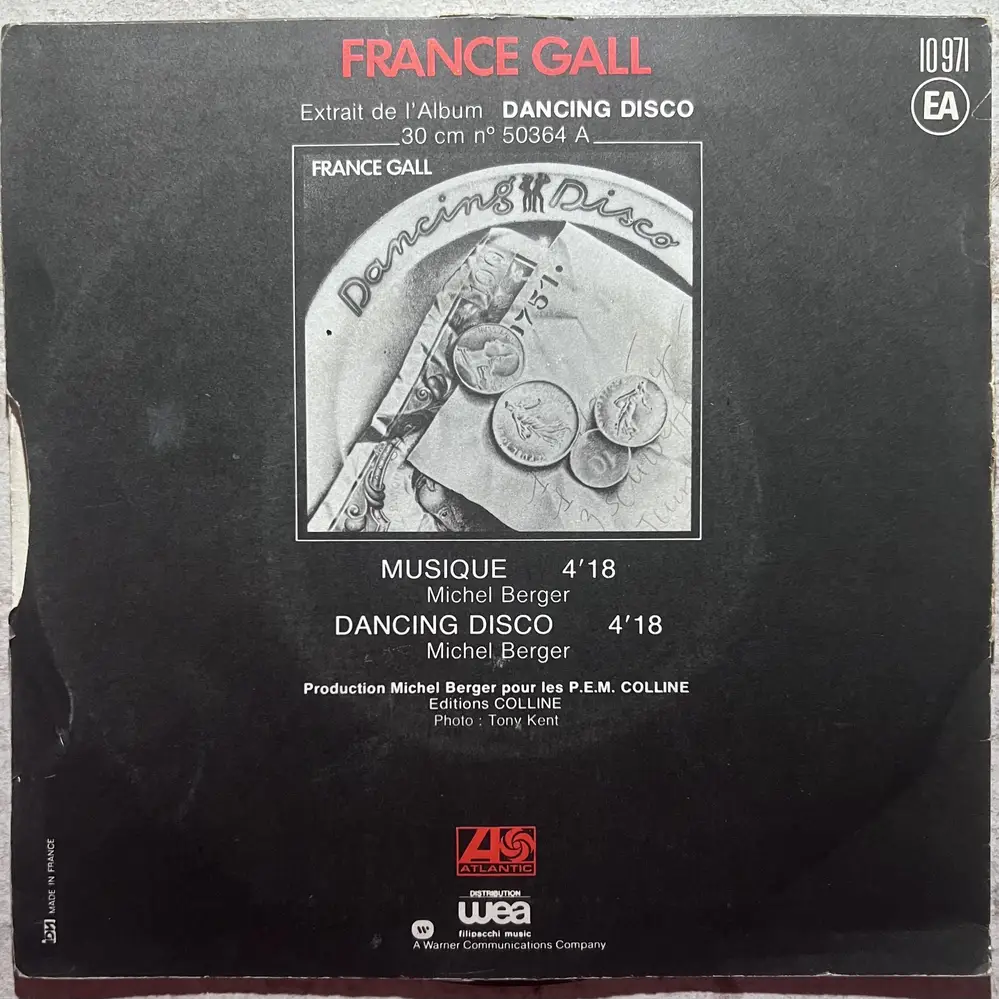 FRANCE GALL
10 971
EA
Extrait de l'Album DANCING DISCO
30 cm nº 50364 A
FRANCE GALL
Dancing Disco
1751.
MUSIQUE 4'18
Michel Berger
DANCING DISCO 4'18
Michel Berger
Production Michel Berger pour les P.E.M. COLLINE
Editions COLLINE
Photo : Tony Kent
ATLANTIC
DISTRIBUTION
wea
filipacchi music
A Warner Communications Company
MADE IN FRANCE